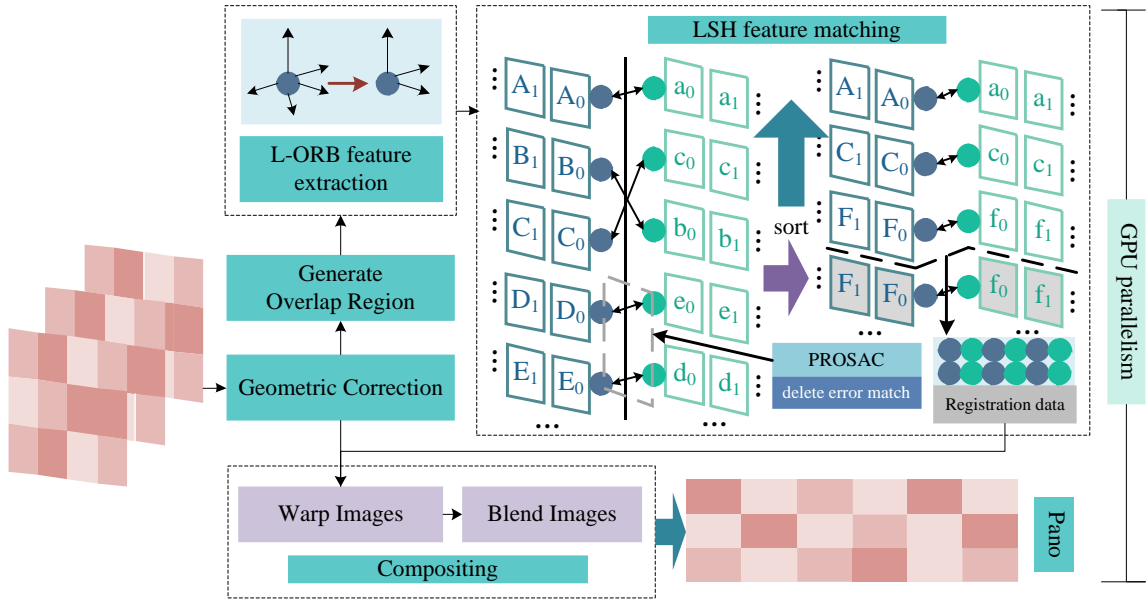 LSH feature matching
L-ORB feature
extraction
Generate
Overlap Region
Geometric Correction
A1 A0 a0 a1
B1 B0 c0 c1
C1 C0 b0 b1
D1 D0 e0 e1
E1 E0 d0 d1
... ...
sort
A1 A0 a0 a1
C1 C0 c0 c1
F1 F0 f0 f1
F1 F0 f0 f1
... ...
PROSAC
delete error match
Registration data
Warp Images
Blend Images
Compositing
Pano
GPU parallelism